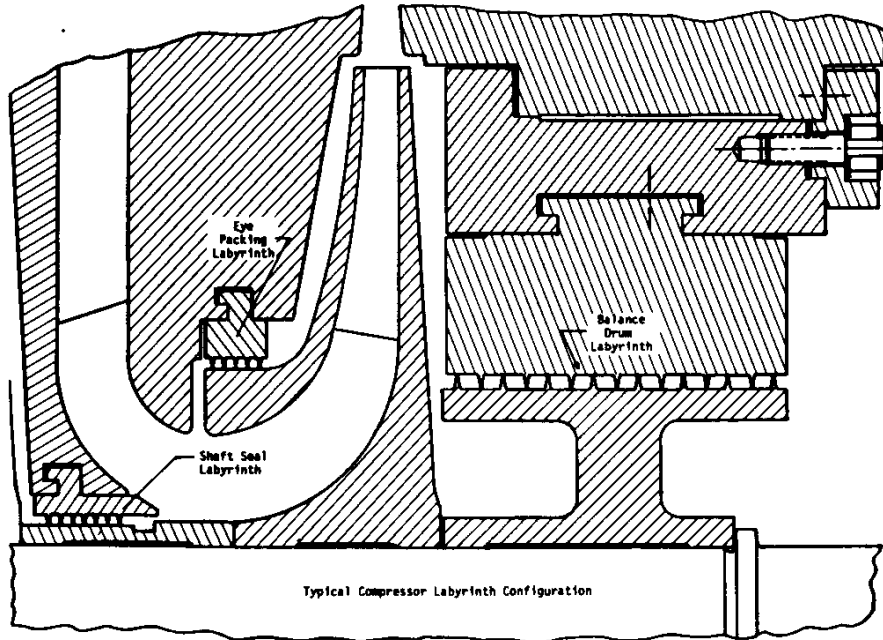 Eye
Packing
Labyrinth
Balance
Drum
Labyrinth
Shaft Seal
Labyrinth
Typical Compressor Labyrinth Configuration